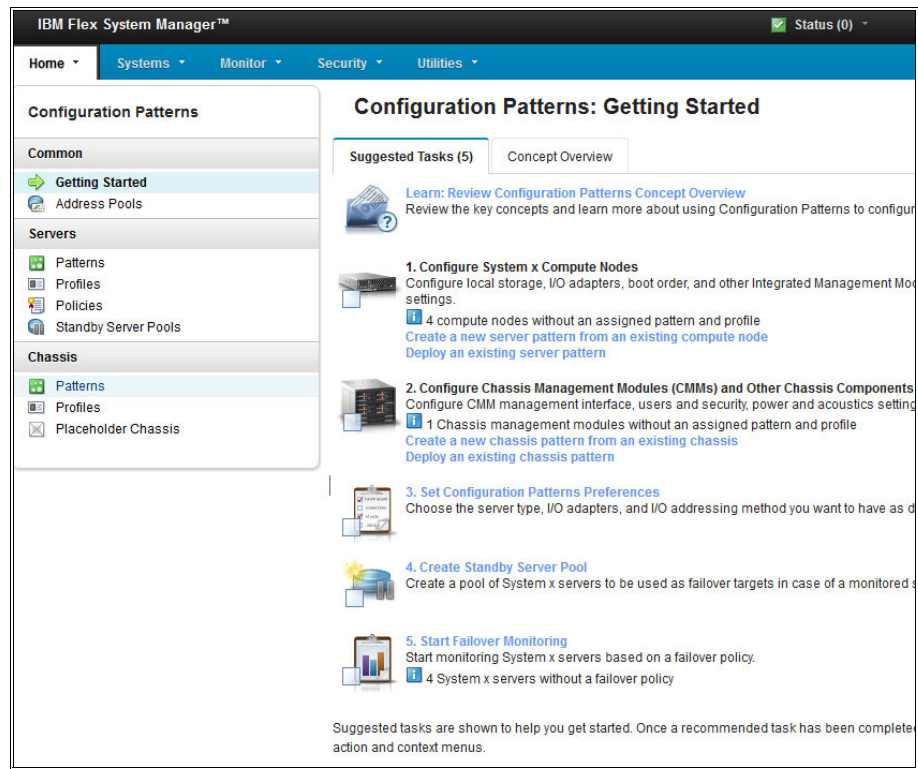 IBM Flex System Manager™
Status (0)
Home
Systems
Monitor
Security
Utilities
Configuration Patterns
Common
Getting Started
Address Pools
Servers
Patterns
Profiles
Policies
Standby Server Pools
Chassis
Patterns
Profiles
Placeholder Chassis
Configuration Patterns: Getting Started
Suggested Tasks (5)
Concept Overview
Learn: Review Configuration Patterns Concept Overview
Review the key concepts and learn more about using Configuration Patterns to configur
1. Configure System x Compute Nodes
Configure local storage, I/O adapters, boot order, and other Integrated Management Mod
settings.
4 compute nodes without an assigned pattern and profile
Create a new server pattern from an existing compute node
Deploy an existing server pattern
2. Configure Chassis Management Modules (CMMs) and Other Chassis Components
Configure CMM management interface, users and security, power and acoustics setting
1 Chassis management modules without an assigned pattern and profile
Create a new chassis pattern from an existing chassis
Deploy an existing chassis pattern
3. Set Configuration Patterns Preferences
Choose the server type, I/O adapters, and I/O addressing method you want to have as d
4. Create Standby Server Pool
Create a pool of System x servers to be used as failover targets in case of a monitored s
5. Start Failover Monitoring
Start monitoring System x servers based on a failover policy.
4 System x servers without a failover policy
Suggested tasks are shown to help you get started. Once a recommended task has been complete
action and context menus.